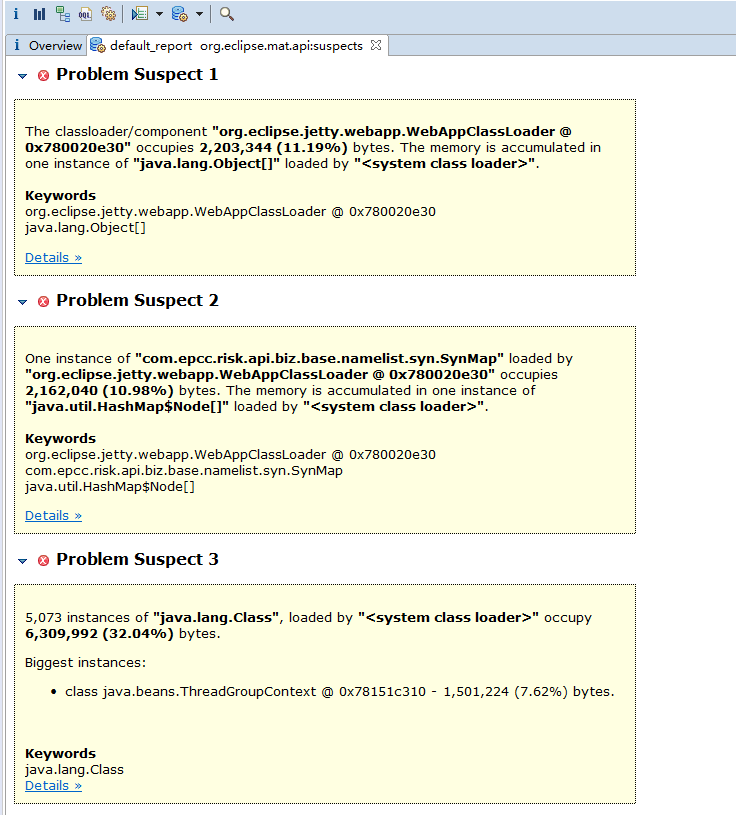 Overview default_report org.eclipse.mat.api:suspects
Problem Suspect 1
The classloader/component "org.eclipse.jetty.webapp.WebAppClassLoader @
0x780020e30" occupies 2,203,344 (11.19%) bytes. The memory is accumulated in
one instance of "java.lang.Object[]" loaded by "<system class loader>".
Keywords
org.eclipse.jetty.webapp.WebAppClassLoader @ 0x780020e30
java.lang.Object[]
Details »
Problem Suspect 2
One instance of "com.epcc.risk.api.biz.base.namelist.syn.SynMap" loaded by
"org.eclipse.jetty.webapp.WebAppClassLoader @ 0x780020e30" occupies
2,162,040 (10.98%) bytes. The memory is accumulated in one instance of
"java.util.HashMap$Node[]" loaded by "<system class loader>".
Keywords
org.eclipse.jetty.webapp.WebAppClassLoader @ 0x780020e30
com.epcc.risk.api.biz.base.namelist.syn.SynMap
java.util.HashMap$Node[]
Details »
Problem Suspect 3
5,073 instances of "java.lang.Class", loaded by "<system class loader>" occupy
6,309,992 (32.04%) bytes.
Biggest instances:
• class java.beans.ThreadGroupContext @ 0x78151c310 - 1,501,224 (7.62%) bytes.
Keywords
java.lang.Class
Details »